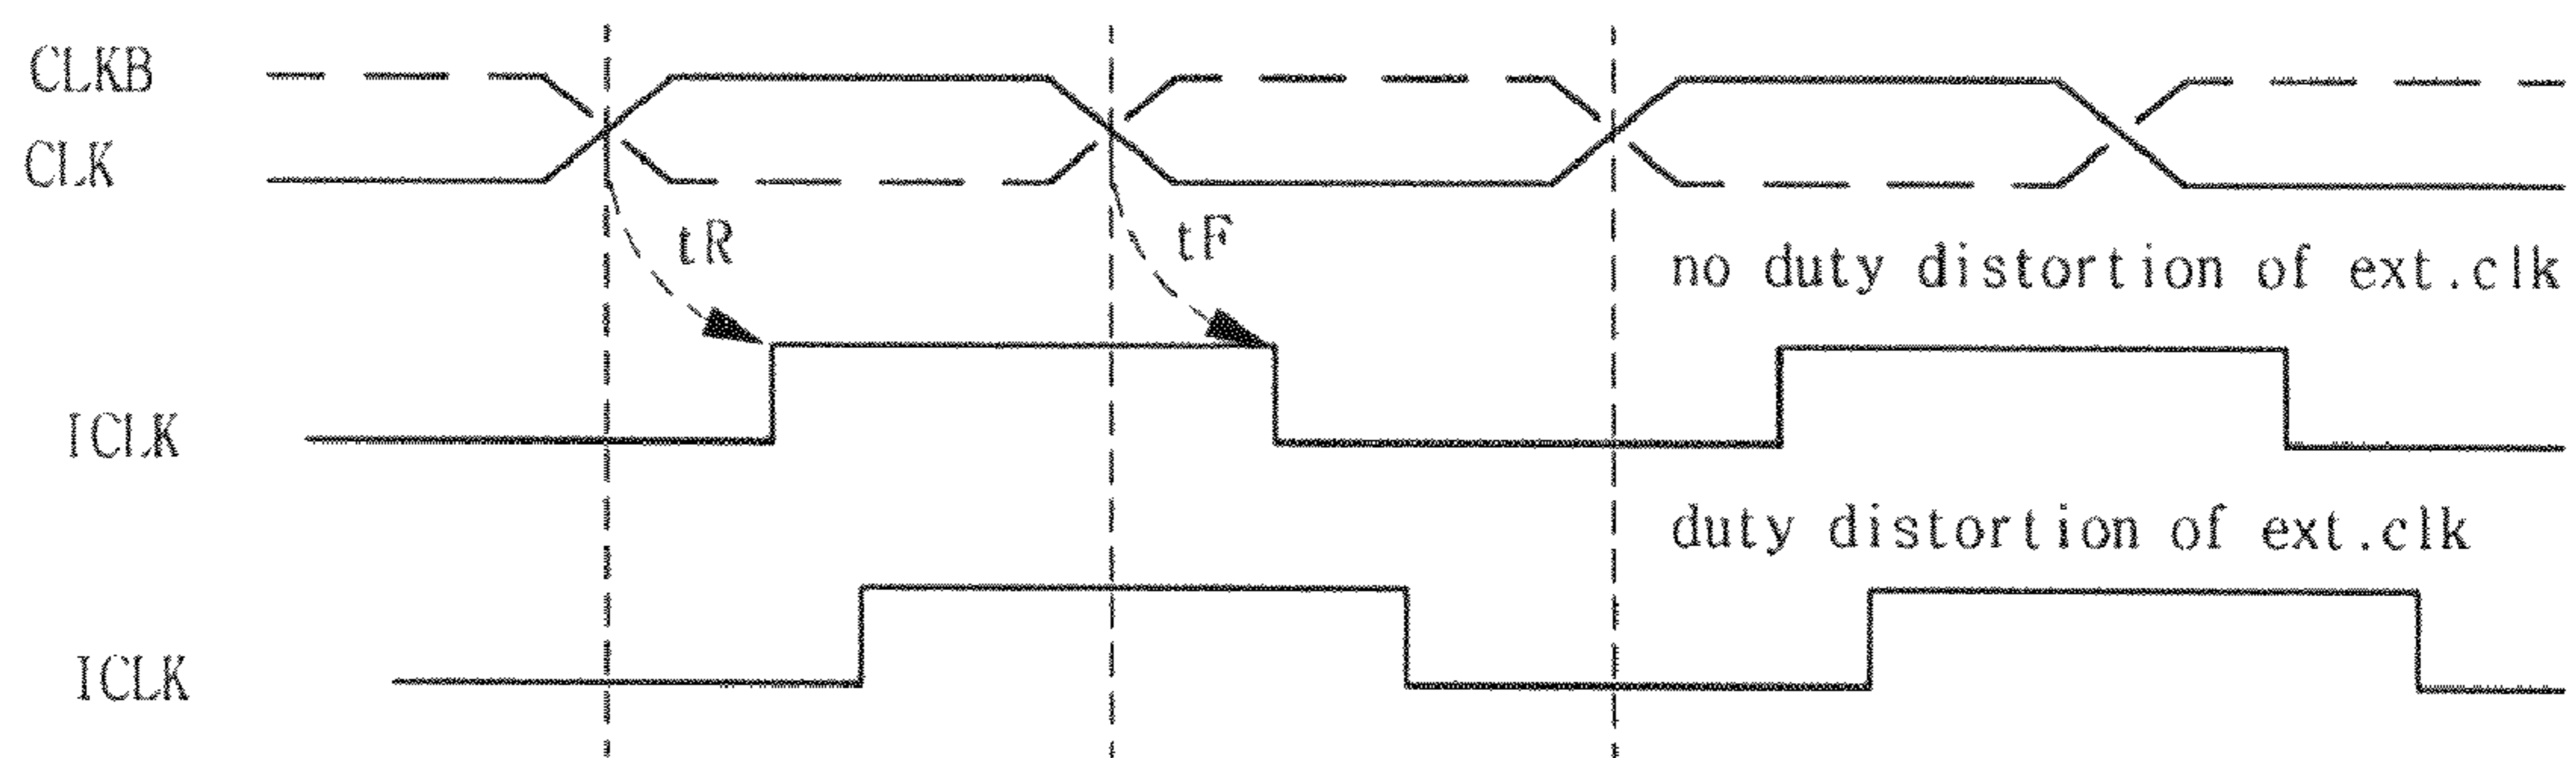 CLKB
CLK
tR
tF
no duty distortion of ext.clk
ICLK
duty distortion of ext.clk
ICLK